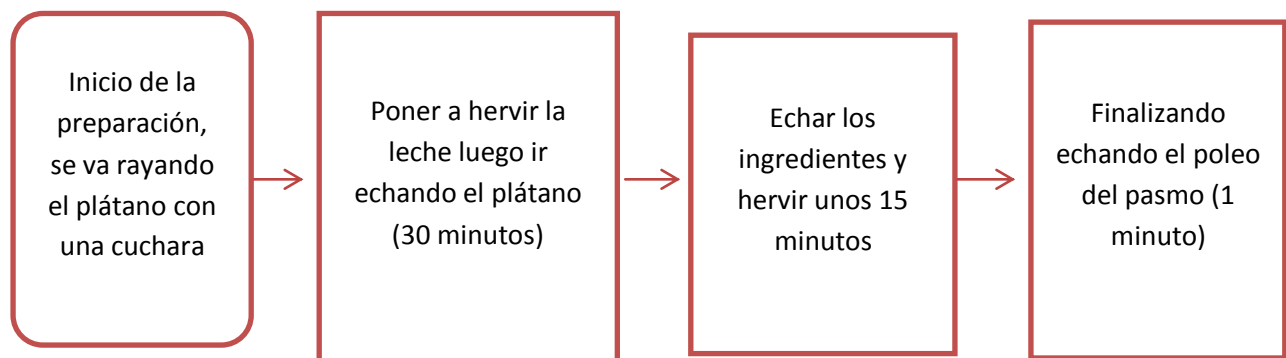 Inicio de la
preparación,
se va rayando
el plátano con
una cuchara
Poner a hervir la
leche luego ir
echando el plátano
(30 minutos)
Echar los
ingredientes y
hervir unos 15
minutos
Finalizando
echando el poleo
del pasmo (1
minuto)